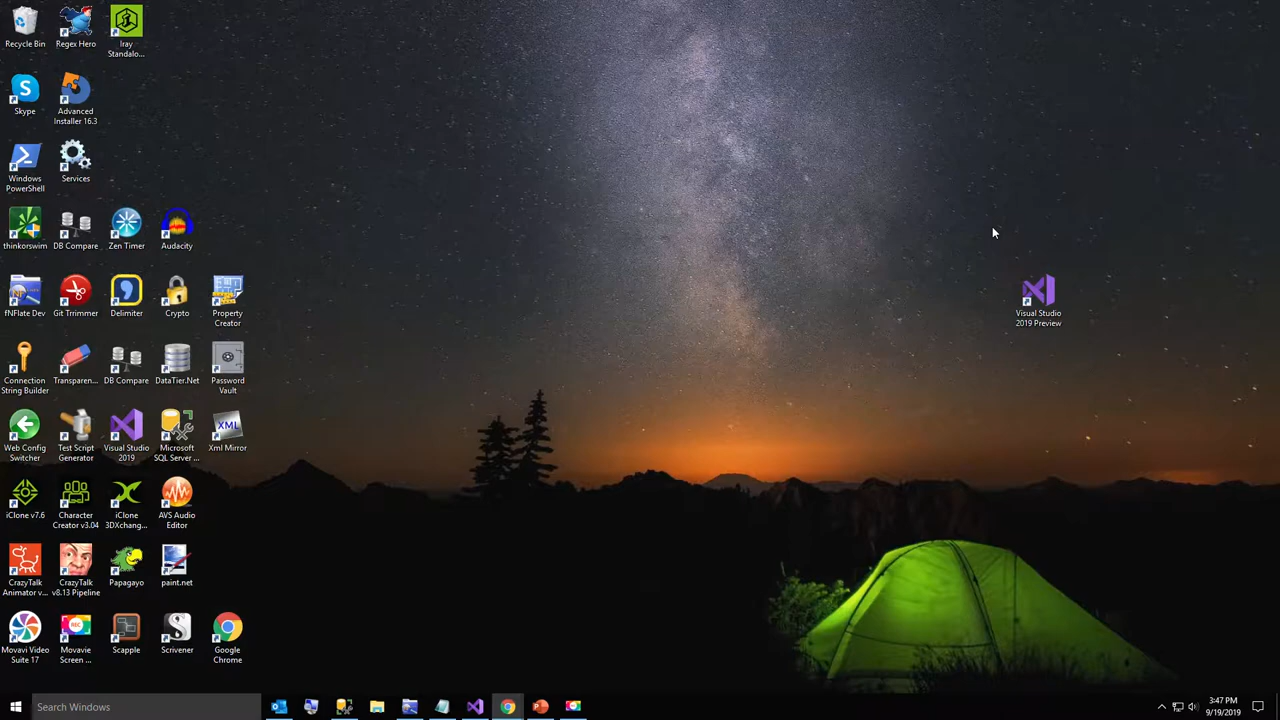 Recycle Bin
Regex Hero
Iray
Standalo...
Skype
Advanced
Installer 16.3
Windows
PowerShell
Services
thinkorswim
DB Compare
Zen Timer
Audacity
fNFlate Dev
Git Trrimmer
Delimiter
Crypto
Property
Creator
Visual Studio
2019 Preview
Connection
String Builder
Transparen...
DB Compare
DataTier.Net
Password
Vault
Web Config
Switcher
Test Script
Generator
Visual Studio
2019
Microsoft
SQL Server ...
XML
Xml Mirror
iClone v7.6
Character
Creator v3.04
iClone
3DXchang...
AVS Audio
Editor
CrazyTalk
Animator v...
CrazyTalk
v8.13 Pipeline
Papagayo
paint.net
Movavi Video
Suite 17
REC
Movavie
Screen ...
Scapple
Scrivener
Google
Chrome
Search Windows
3:47 PM
9/19/2019